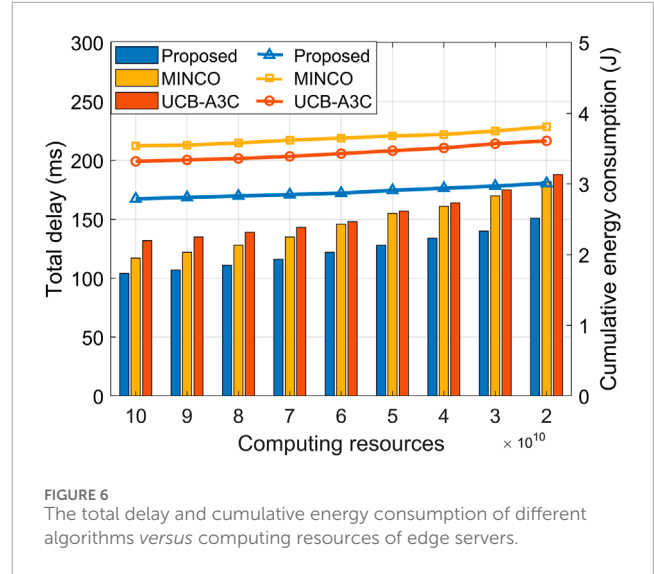 300
250
200
150
100
50
0
Total delay (ms)
Proposed
MINCO
UCB-A3C
Proposed
MINCO
UCB-A3C
5
4
3
2
1
0
Cumulative energy consumption (J)
10 9 8 7 6 5 4 3 2
Computing resources × 10^10
FIGURE 6
The total delay and cumulative energy consumption of different
algorithms versus computing resources of edge servers.